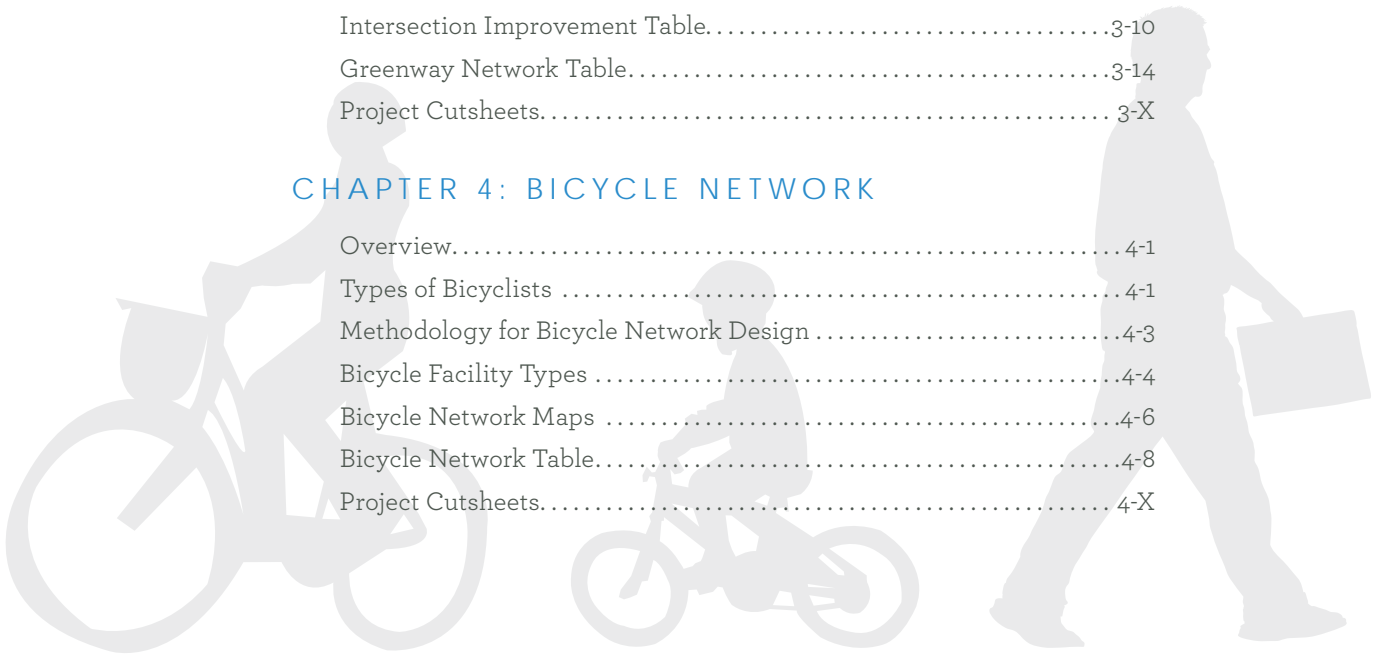 Intersection Improvement Table. . . . . . . . . . . . . . . . . . . . . . . . . . . . . . . . . . . . . . . . .3-10
Greenway Network Table. . . . . . . . . . . . . . . . . . . . . . . . . . . . . . . . . . . . . . . . . . . . . . . .3-14
Project Cutsheets. . . . . . . . . . . . . . . . . . . . . . . . . . . . . . . . . . . . . . . . . . . . . . . . . . . . . . . . . 3-X
CHAPTER 4: BICYCLE NETWORK
Overview. . . . . . . . . . . . . . . . . . . . . . . . . . . . . . . . . . . . . . . . . . . . . . . . . . . . . . . . . . . . . . . . . . . 4-1
Types of Bicyclists . . . . . . . . . . . . . . . . . . . . . . . . . . . . . . . . . . . . . . . . . . . . . . . . . . . . . . . . 4-1
Methodology for Bicycle Network Design . . . . . . . . . . . . . . . . . . . . . . . . . . . . . . .4-3
Bicycle Facility Types . . . . . . . . . . . . . . . . . . . . . . . . . . . . . . . . . . . . . . . . . . . . . . . . . . . . .4-4
Bicycle Network Maps . . . . . . . . . . . . . . . . . . . . . . . . . . . . . . . . . . . . . . . . . . . . . . . . . . . .4-6
Bicycle Network Table. . . . . . . . . . . . . . . . . . . . . . . . . . . . . . . . . . . . . . . . . . . . . . . . . . . . .4-8
Project Cutsheets. . . . . . . . . . . . . . . . . . . . . . . . . . . . . . . . . . . . . . . . . . . . . . . . . . . . . . . . . 4-X